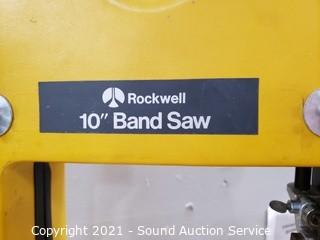 Rockwell
10" Band Saw
Copyright 2021 - Sound Auction Service